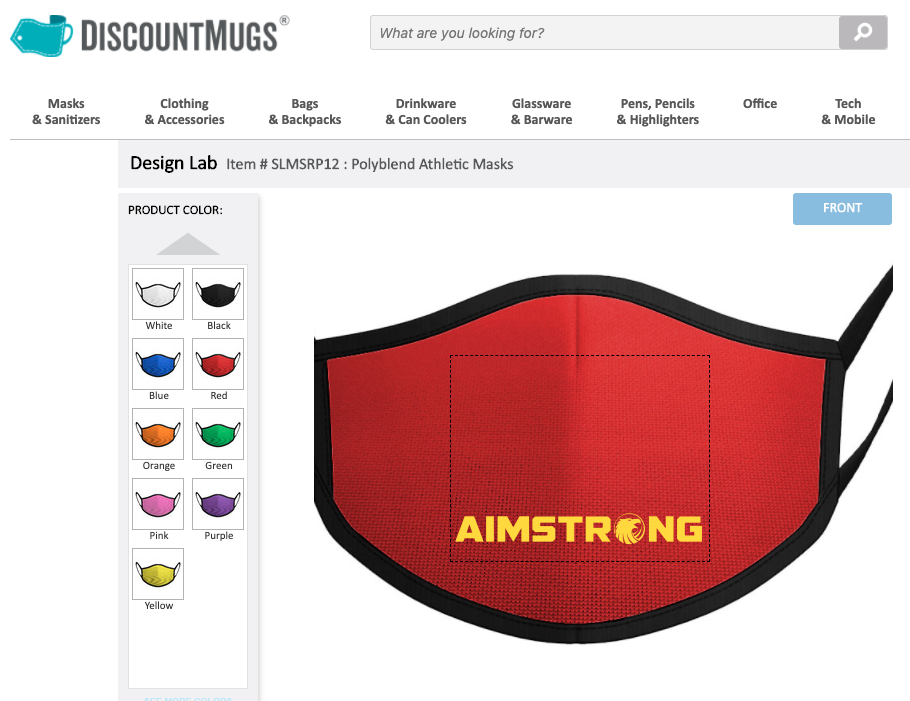 DISCOUNTMUGS®
What are you looking for?
Masks
& Sanitizers
Clothing
& Accessories
Bags
& Backpacks
Drinkware
& Can Coolers
Glassware
& Barware
Pens, Pencils
& Highlighters
Office
Tech
& Mobile
Design Lab Item # SLMSRP12 : Polyblend Athletic Masks
PRODUCT COLOR:
FRONT
White Black
Blue Red
Orange Green
Pink Purple
Yellow
AIMSTRONG